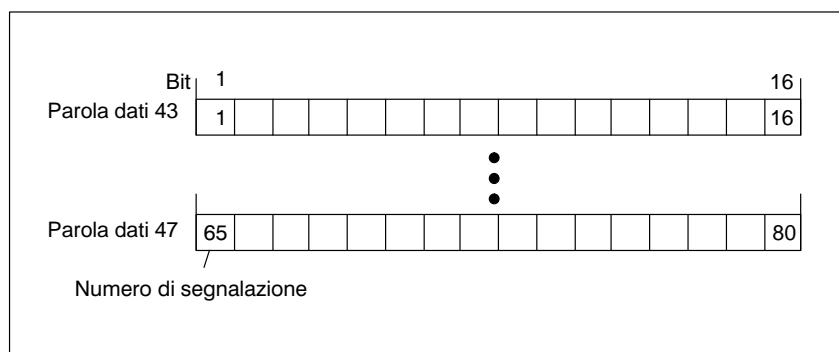 Bit 1 16
Parola dati 43 1 16
Parola dati 47 65 80
Numero di segnalazione